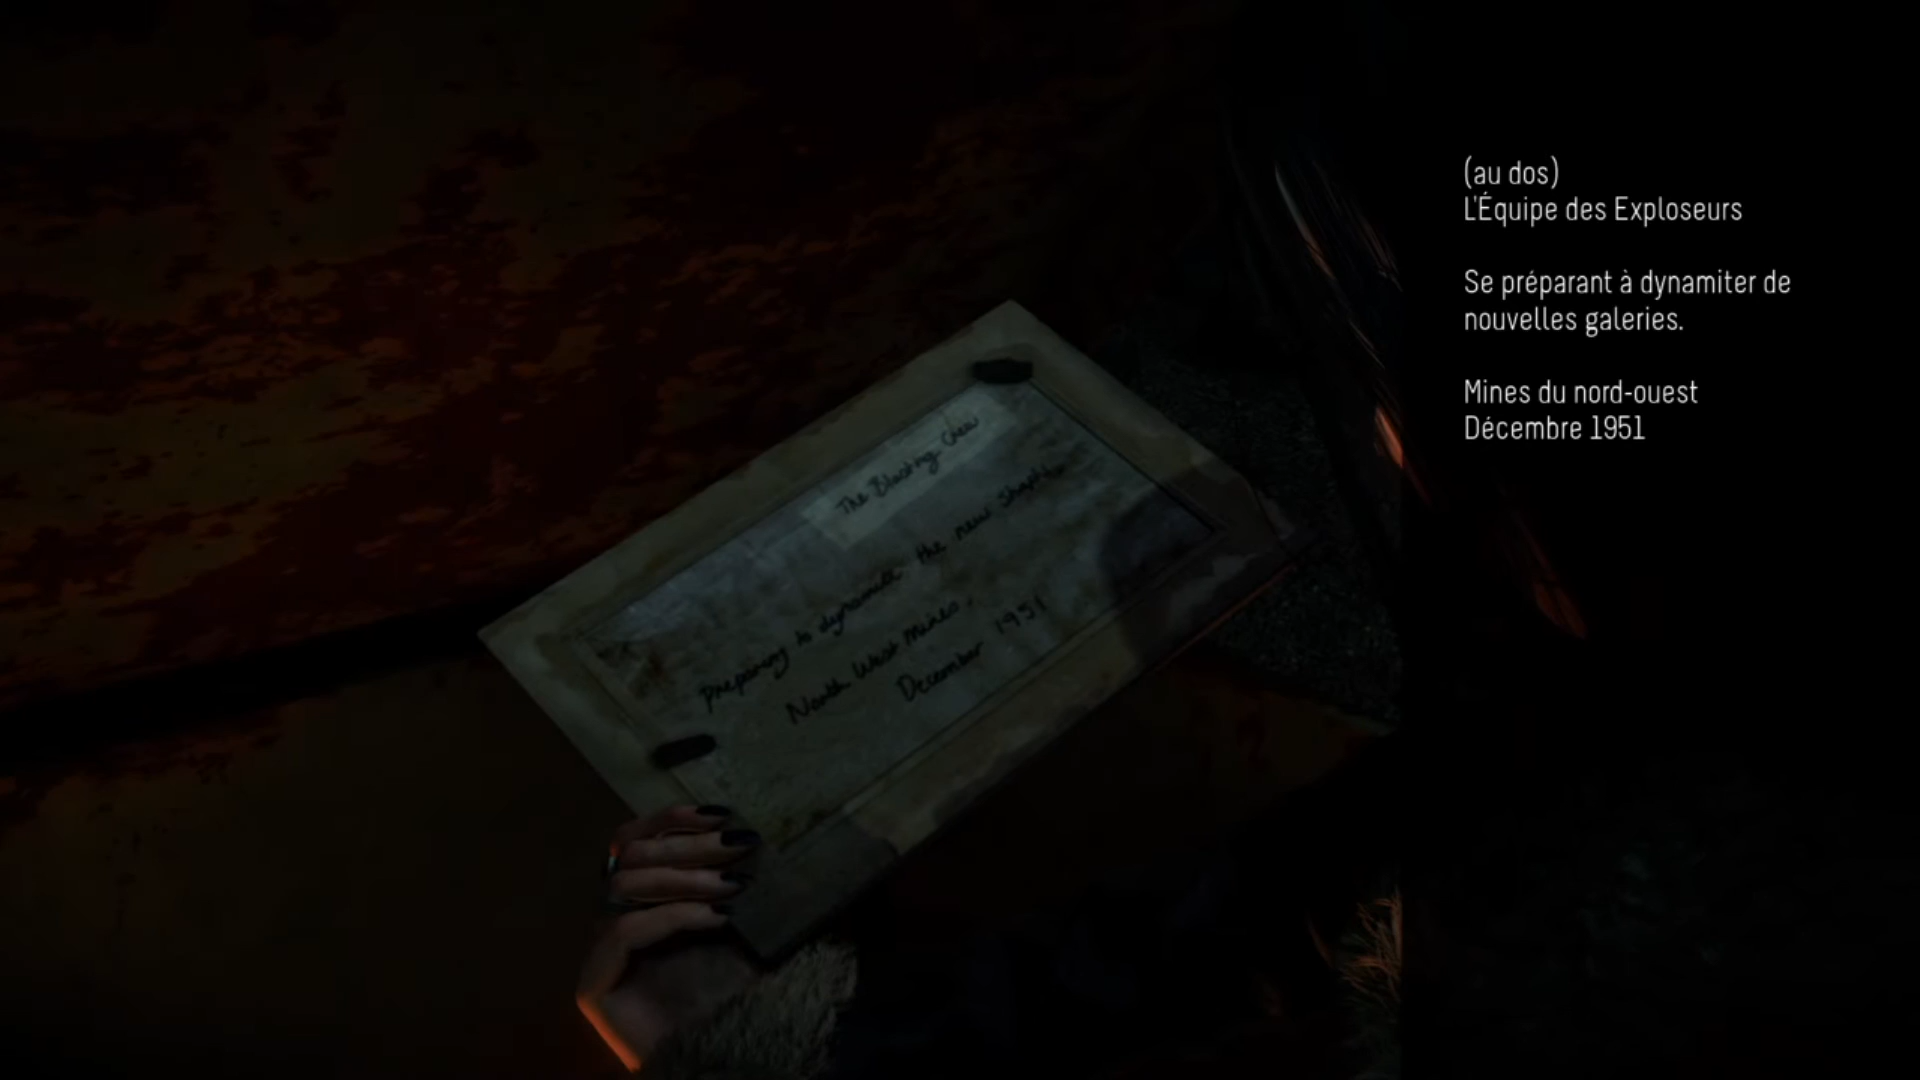 (au dos)
L'Équipe des Exploseurs
Se préparant à dynamiter de
nouvelles galeries.
Mines du nord-ouest
Décembre 1951
The Blasting Crew
Preparing to dynamite the new shafts.
North West Mines.
December 1951